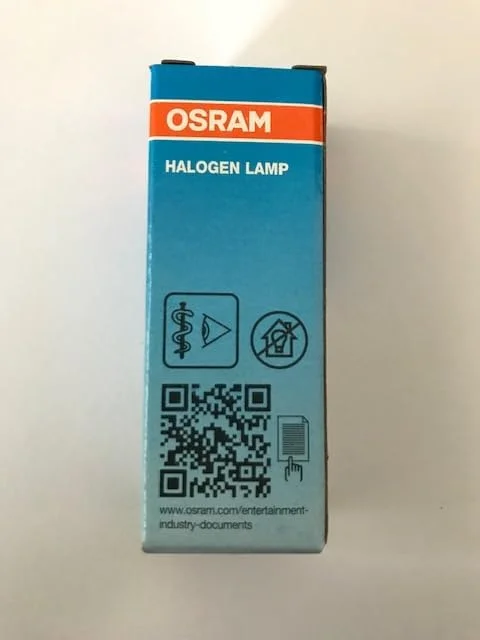 OSRAM
HALOGEN LAMP
www.osram.com/entertainment-
industry-documents